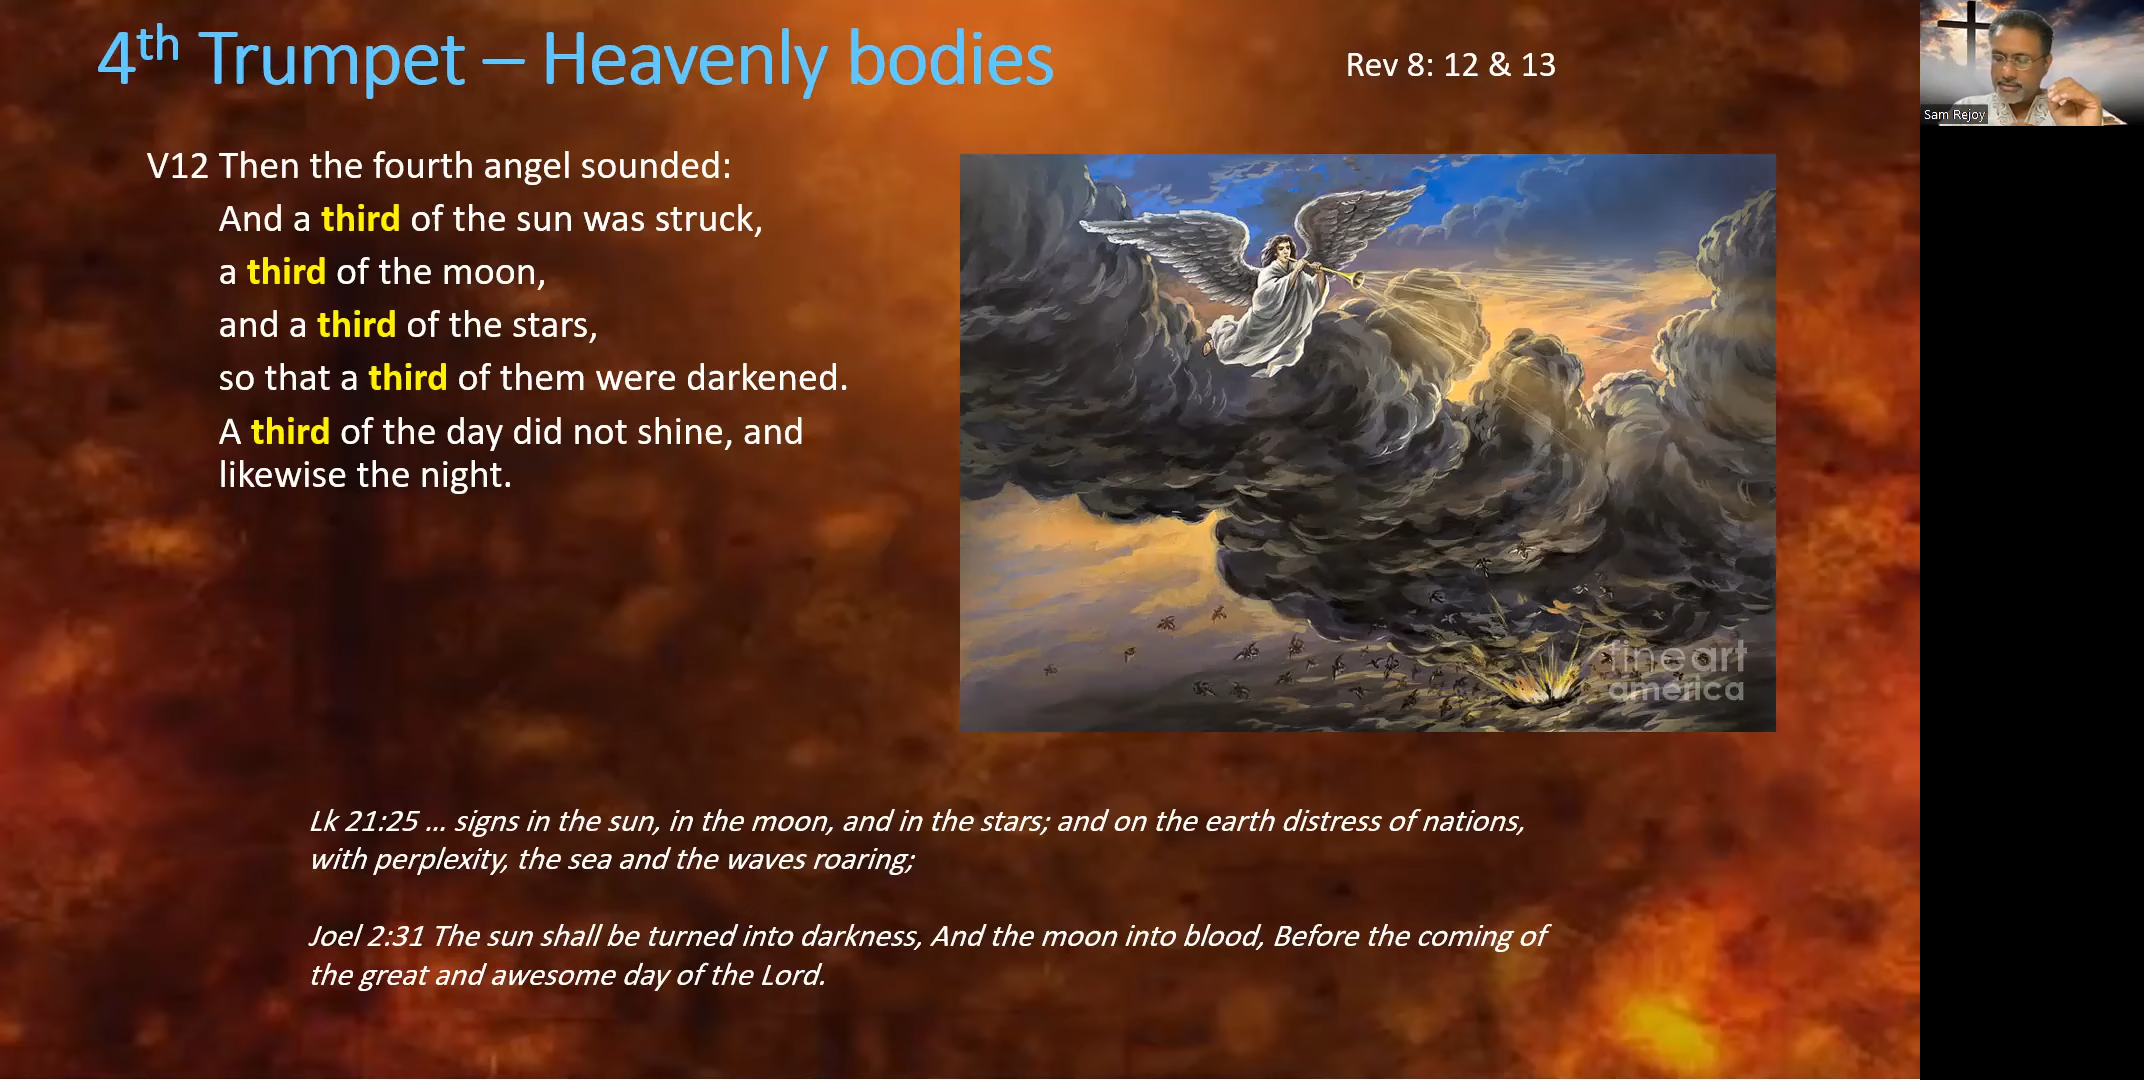 4th Trumpet – Heavenly bodies
Rev 8: 12 & 13
Sam Rejoy
V12 Then the fourth angel sounded:
And a third of the sun was struck,
a third of the moon,
and a third of the stars,
so that a third of them were darkened.
A third of the day did not shine, and
likewise the night.
fineart
america
Lk 21:25 ... signs in the sun, in the moon, and in the stars; and on the earth distress of nations,
with perplexity, the sea and the waves roaring;
Joel 2:31 The sun shall be turned into darkness, And the moon into blood, Before the coming of
the great and awesome day of the Lord.